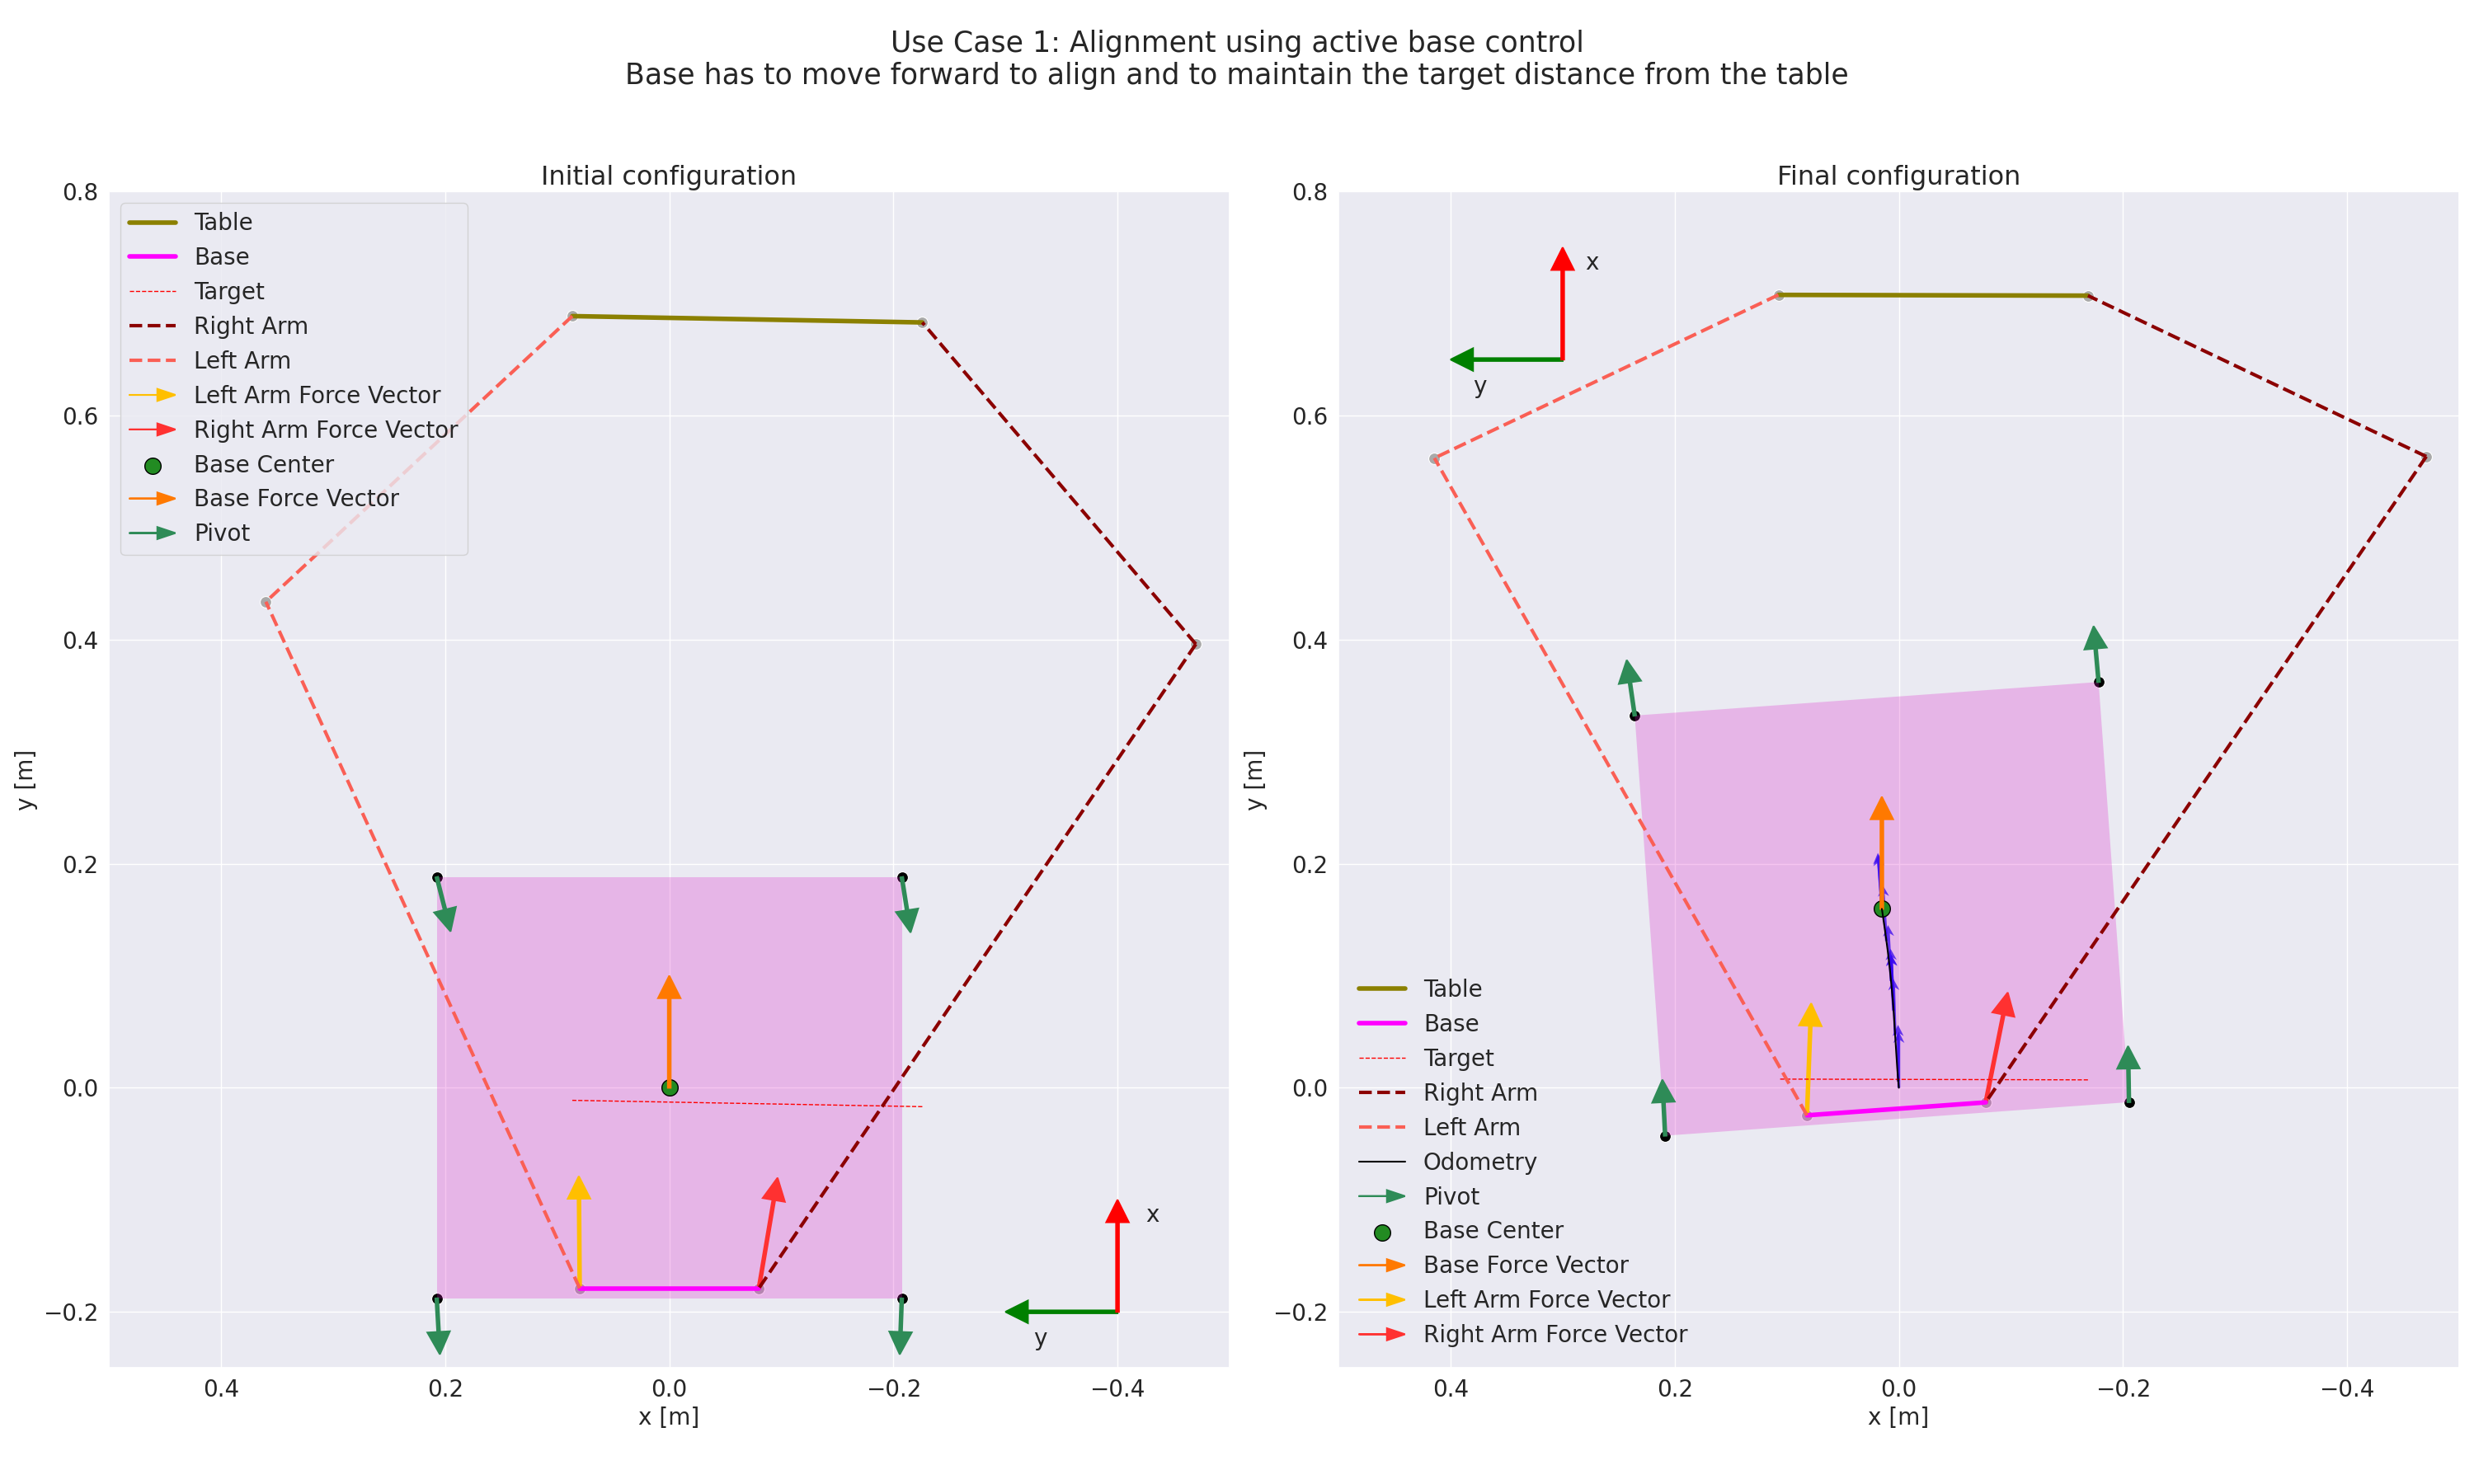 Use Case 1: Alignment using active base control
Base has to move forward to align and to maintain the target distance from the table
Initial configuration
0.8
0.6
0.4
0.2
0.0
−0.2
y [m]
Table
Base
Target
Right Arm
Left Arm
Left Arm Force Vector
Right Arm Force Vector
Base Center
Base Force Vector
Pivot
x
y
0.4
0.2
0.0
−0.2
−0.4
x [m]
Final configuration
0.8
0.6
0.4
0.2
0.0
−0.2
y [m]
x
y
Table
Base
Target
Right Arm
Left Arm
Odometry
Pivot
Base Center
Base Force Vector
Left Arm Force Vector
Right Arm Force Vector
0.4
0.2
0.0
−0.2
−0.4
x [m]